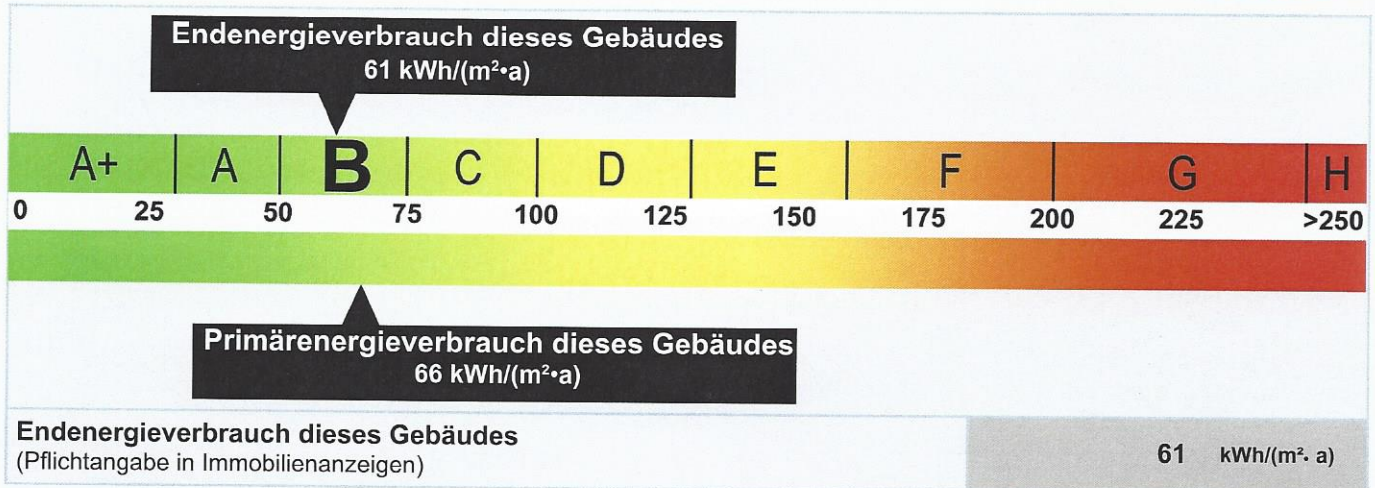 Endenergieverbrauch dieses Gebäudes
61 kWh/(m²•a)
A+ A B C D E F G H
0 25 50 75 100 125 150 175 200 225 >250
Primärenergieverbrauch dieses Gebäudes
66 kWh/(m²•a)
Endenergieverbrauch dieses Gebäudes
(Pflichtangabe in Immobilienanzeigen)
61 kWh/(m²• a)